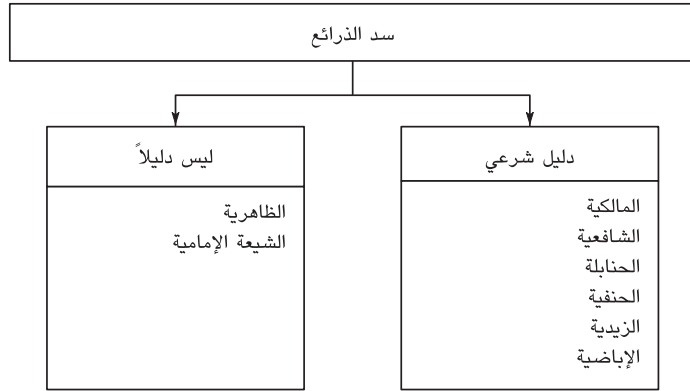 سد الذرائع
دليل شرعي
المالكية
الشافعية
الحنابلة
الحنفية
الزيدية
الإباضية
ليس دليلاً
الظاهرية
الشيعة الإمامية